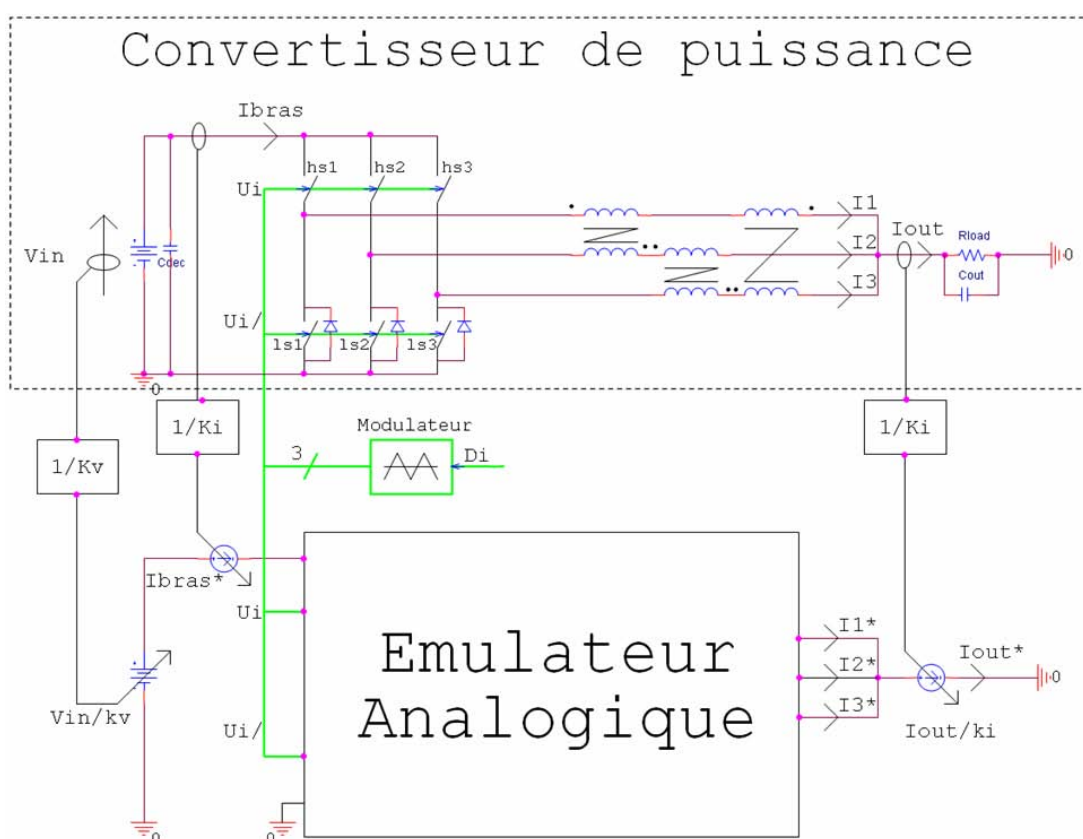 Convertisseur de puissance
Ibras
hs1
hs2
hs3
Ui
I1
Vin
Cdec
I2
Iout
Rload
0
Cout
I3
Ui/
ls1
ls2
ls3
0
1/Ki
1/Ki
Modulateur
1/Kv
3
Di
Ibras*
Ui
Emulateur
Analogique
I1*
I2*
Iout*
0
I3*
Vin/kv
Ui/
Iout/ki
0
0